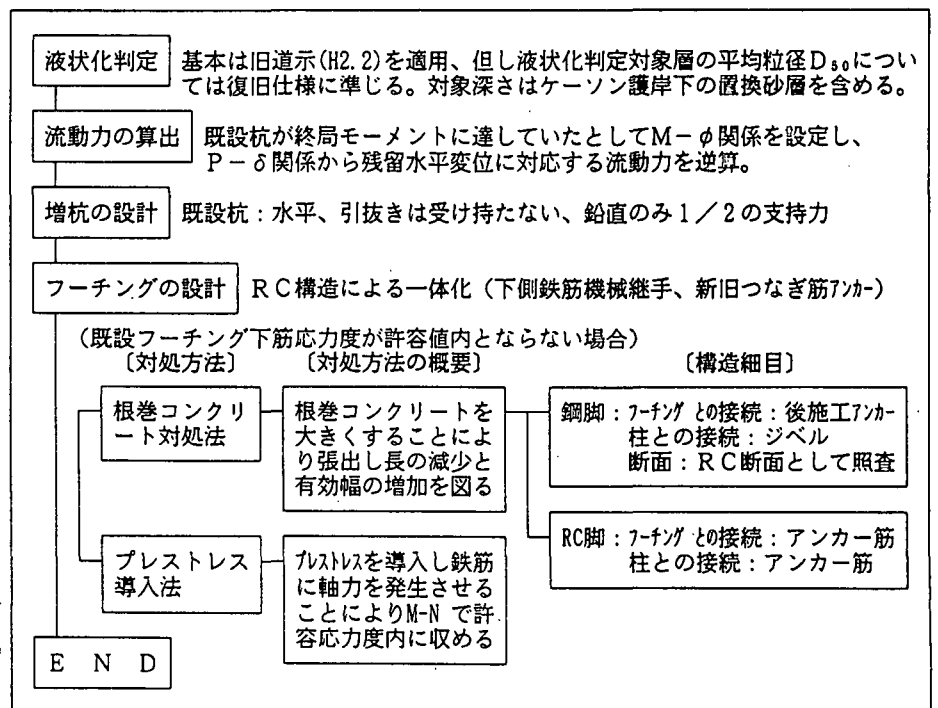 液状化判定 基本は旧道示(H2.2)を適用、但し液状化判定対象層の平均粒径D₅₀につい
ては復旧仕様に準じる。対象深さはケーソン護岸下の置換砂層を含める。
流動力の算出 既設杭が終局モーメントに達していたとしてM-φ関係を設定し、
P-δ関係から残留水平変位に対応する流動力を逆算。
増杭の設計 既設杭：水平、引抜きは受け持たない、鉛直のみ1／2の支持力
フーチングの設計 RC構造による一体化（下側鉄筋機械継手、新旧つなぎ筋ｱﾝｶｰ）
（既設フーチング下筋応力度が許容値内とならない場合）
〔対処方法〕 〔対処方法の概要〕 〔構造細目〕
根巻コンクリ
ート対処法
根巻コンクリートを
大きくすることによ
り張出し長の減少と
有効幅の増加を図る
鋼脚：ﾌｰﾁﾝｸﾞとの接続：後施工ｱﾝｶｰ
柱との接続：ジベル
断面：RC断面として照査
RC脚：ﾌｰﾁﾝｸﾞとの接続：アンカー筋
柱との接続：アンカー筋
プレストレス
導入法
ﾌﾟﾚｽﾄﾚｽを導入し鉄筋
に軸力を発生させる
ことによりM-Nで許
容応力度内に収める
END